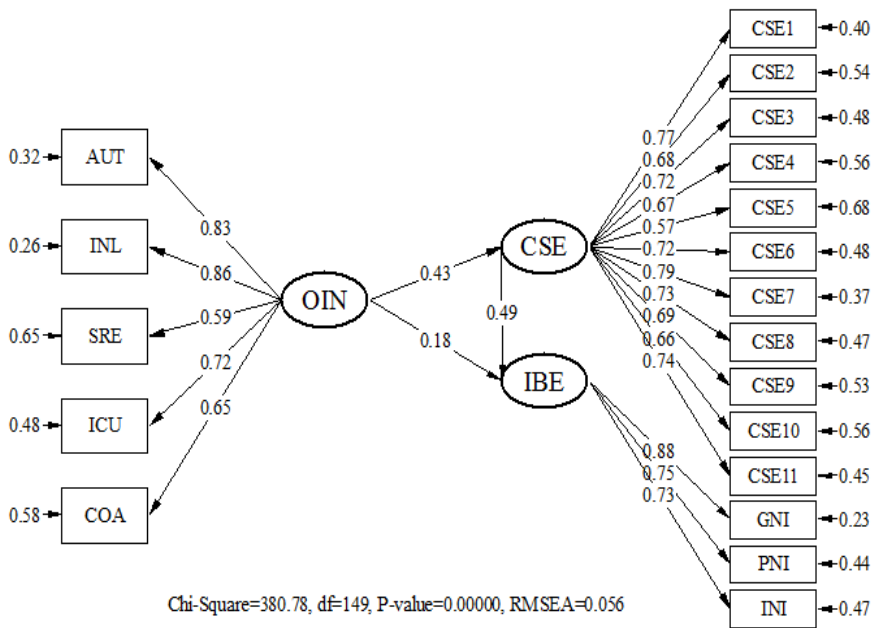 CSE1 0.40
CSE2 0.54
CSE3 0.48
CSE4 0.56
CSE5 0.68
CSE6 0.48
CSE7 0.37
CSE8 0.47
CSE9 0.53
CSE10 0.56
CSE11 0.45
GNI 0.23
PNI 0.44
INI 0.47
0.32 AUT
0.26 INL
0.65 SRE
0.48 ICU
0.58 COA
0.83
0.86
0.59
0.72
0.65
OIN
0.43
0.18
CSE
0.49
IBE
0.77
0.68
0.72
0.67
0.57
0.72
0.79
0.73
0.69
0.66
0.74
0.88
0.75
0.73
Chi-Square=380.78, df=149, P-value=0.00000, RMSEA=0.056